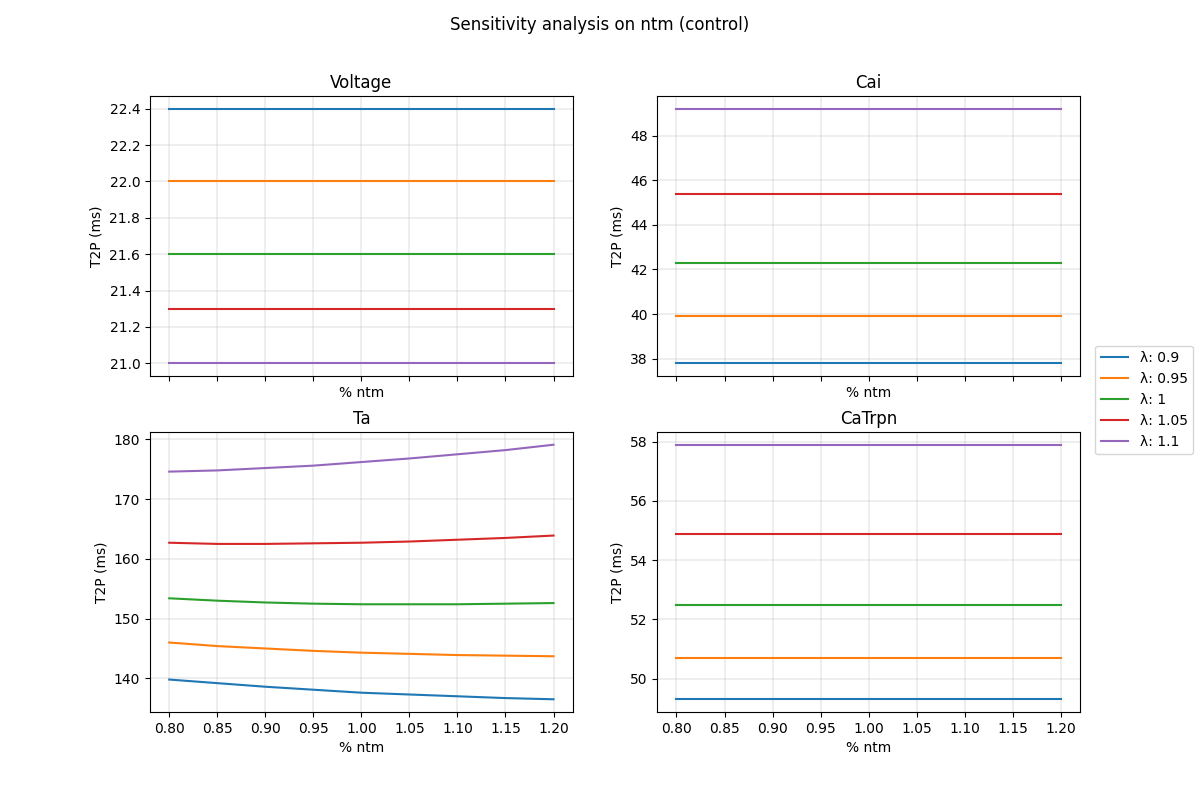 Sensitivity analysis on ntm (control)
Voltage
T2P (ms)
22.4
22.2
22.0
21.8
21.6
21.4
21.2
21.0
% ntm
Cai
T2P (ms)
48
46
44
42
40
38
% ntm
Ta
T2P (ms)
180
170
160
150
140
0.80 0.85 0.90 0.95 1.00 1.05 1.10 1.15 1.20
% ntm
CaTrpn
T2P (ms)
58
56
54
52
50
0.80 0.85 0.90 0.95 1.00 1.05 1.10 1.15 1.20
% ntm
λ: 0.9
λ: 0.95
λ: 1
λ: 1.05
λ: 1.1